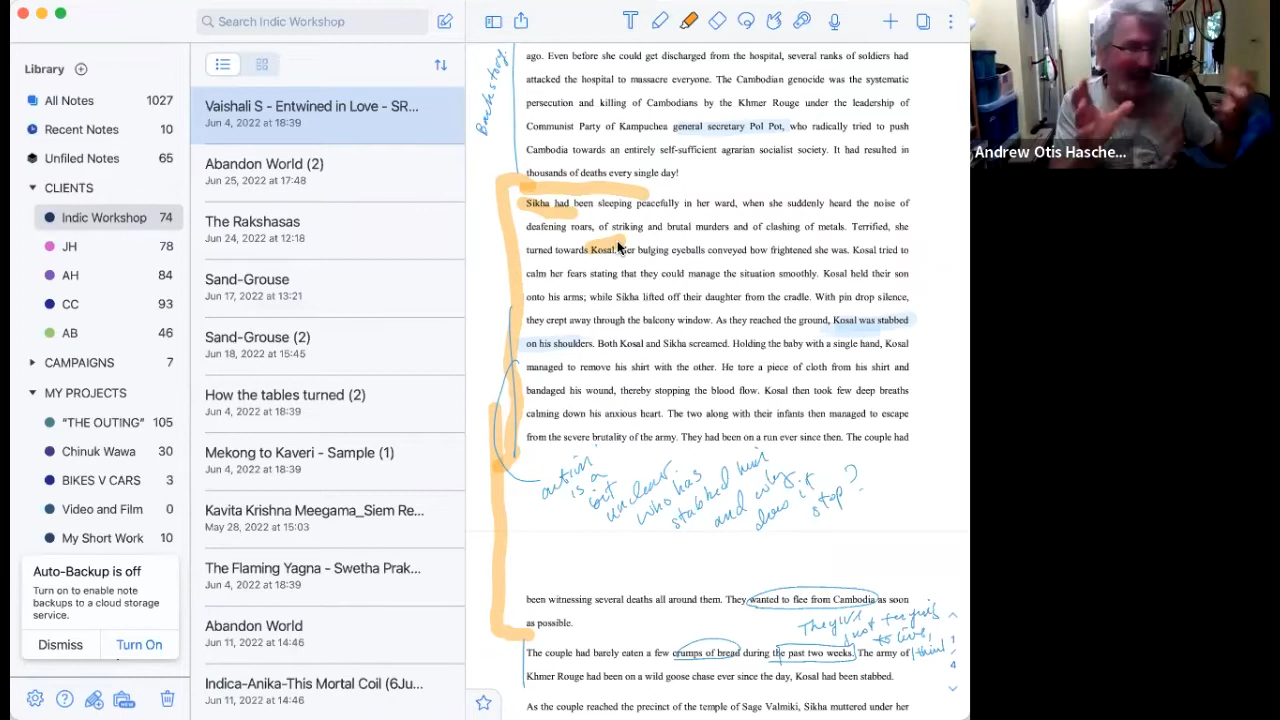 Search Indic Workshop
Library
All Notes 1027
Recent Notes 10
Unfiled Notes 65
CLIENTS
Indic Workshop 74
JH 78
AH 84
CC 93
AB 46
CAMPAIGNS 7
MY PROJECTS
"THE OUTING" 105
Chinuk Wawa 30
BIKES V CARS 3
Video and Film 0
My Short Work 10
Auto-Backup is off
Turn on to enable note
backups to a cloud storage
service.
Dismiss Turn On
Vaishali S - Entwined in Love - SR...
Jun 4, 2022 at 18:39
Abandon World (2)
Jun 25, 2022 at 17:48
The Rakshasas
Jun 24, 2022 at 12:18
Sand-Grouse
Jun 17, 2022 at 13:21
Sand-Grouse (2)
Jun 18, 2022 at 15:45
How the tables turned (2)
Jun 4, 2022 at 18:39
Mekong to Kaveri - Sample (1)
Jun 4, 2022 at 18:39
Kavita Krishna Meegama_Siem Re...
May 28, 2022 at 15:03
The Flaming Yagna - Swetha Prak...
Jun 4, 2022 at 18:39
Abandon World
Jun 11, 2022 at 14:46
Indica-Anika-This Mortal Coil (6Ju...
Jun 11, 2022 at 14:46
Backstory.
ago. Even before she could get discharged from the hospital, several ranks of soldiers had
attacked the hospital to massacre everyone. The Cambodian genocide was the systematic
persecution and killing of Cambodians by the Khmer Rouge under the leadership of
Communist Party of Kampuchea general secretary Pol Pot, who radically tried to push
Cambodia towards an entirely self-sufficient agrarian socialist society. It had resulted in
thousands of deaths every single day!
Sikha had been sleeping peacefully in her ward, when she suddenly heard the noise of
deafening roars, of striking and brutal murders and of clashing of metals. Terrified, she
turned towards Kosal. Her bulging eyeballs conveyed how frightened she was. Kosal tried to
calm her fears stating that they could manage the situation smoothly. Kosal held their son
onto his arms; while Sikha lifted off their daughter from the cradle. With pin drop silence,
they crept away through the balcony window. As they reached the ground, Kosal was stabbed
on his shoulders. Both Kosal and Sikha screamed. Holding the baby with a single hand, Kosal
managed to remove his shirt with the other. He tore a piece of cloth from his shirt and
bandaged his wound, thereby stopping the blood flow. Kosal then took few deep breaths
calming down his anxious heart. The two along with their infants then managed to escape
from the severe brutality of the army. They had been on a run ever since then. The couple had
action
is a
bit
unclear.
who has
stabbed him
and why
does it
stop?
been witnessing several deaths all around them. They wanted to flee from Cambodia as soon
as possible.
not
to live,
I think
The couple had barely eaten a few crumps of bread during the past two weeks. The army of
Khmer Rouge had been on a wild goose chase ever since the day, Kosal had been stabbed.
As the couple reached the precinct of the temple of Sage Valmiki, Sikha muttered under her
1
/
4
Andrew Otis Hasche...